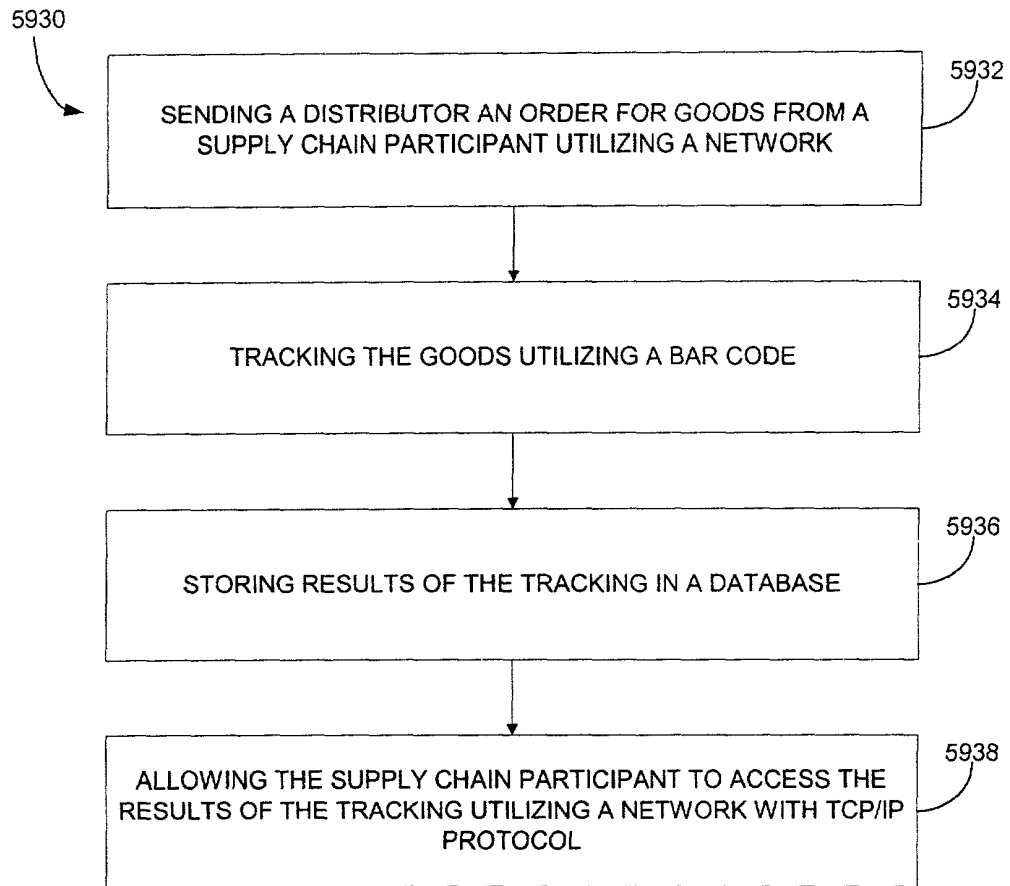 5930
5932
SENDING A DISTRIBUTOR AN ORDER FOR GOODS FROM A
SUPPLY CHAIN PARTICIPANT UTILIZING A NETWORK
5934
TRACKING THE GOODS UTILIZING A BAR CODE
5936
STORING RESULTS OF THE TRACKING IN A DATABASE
5938
ALLOWING THE SUPPLY CHAIN PARTICIPANT TO ACCESS THE
RESULTS OF THE TRACKING UTILIZING A NETWORK WITH TCP/IP
PROTOCOL